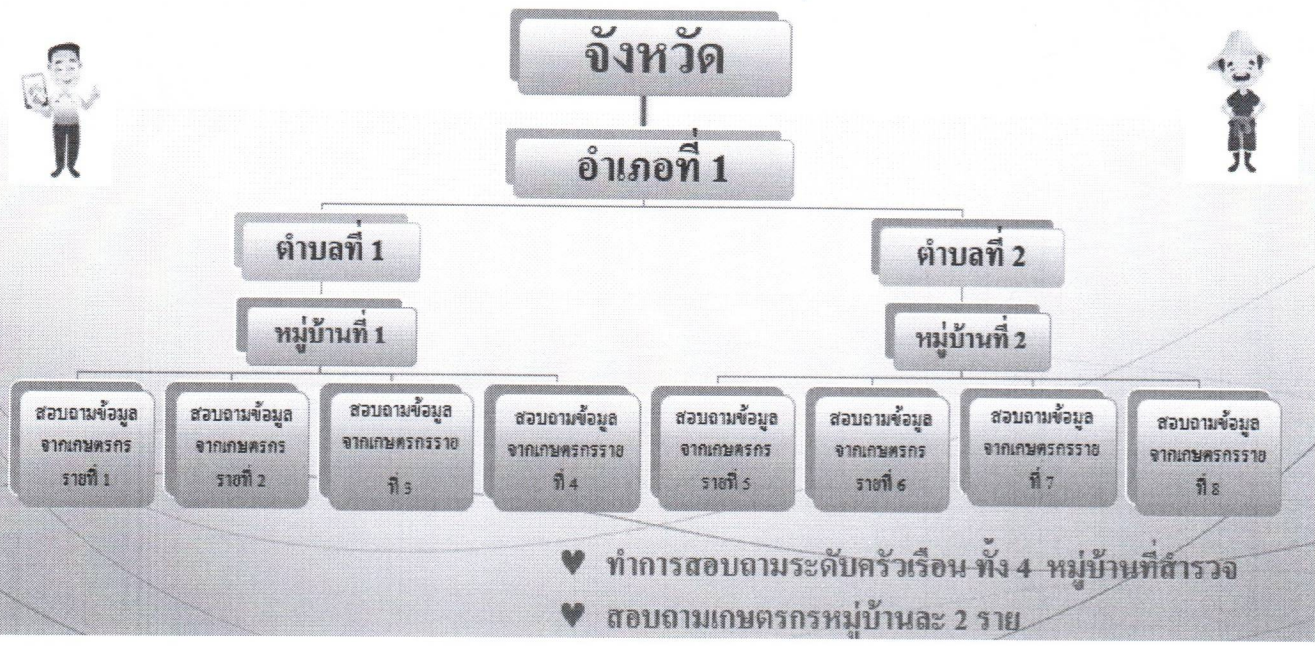 จังหวัด
อำเภอที่ 1
ตำบลที่ 1
ตำบลที่ 2
หมู่บ้านที่ 1
หมู่บ้านที่ 2
สอบถามข้อมูล
จากเกษตรกร
รายที่ 1
สอบถามข้อมูล
จากเกษตรกร
รายที่ 2
สอบถามข้อมูล
จากเกษตรกรราย
ที่ 3
สอบถามข้อมูล
จากเกษตรกรราย
ที่ 4
สอบถามข้อมูล
จากเกษตรกร
รายที่ 5
สอบถามข้อมูล
จากเกษตรกร
รายที่ 6
สอบถามข้อมูล
จากเกษตรกรราย
ที่ 7
สอบถามข้อมูล
จากเกษตรกรราย
ที่ 8
♥ ทำการสอบถามระดับครัวเรือน ทั้ง 4 หมู่บ้านที่สำรวจ
♥ สอบถามเกษตรกรหมู่บ้านละ 2 ราย